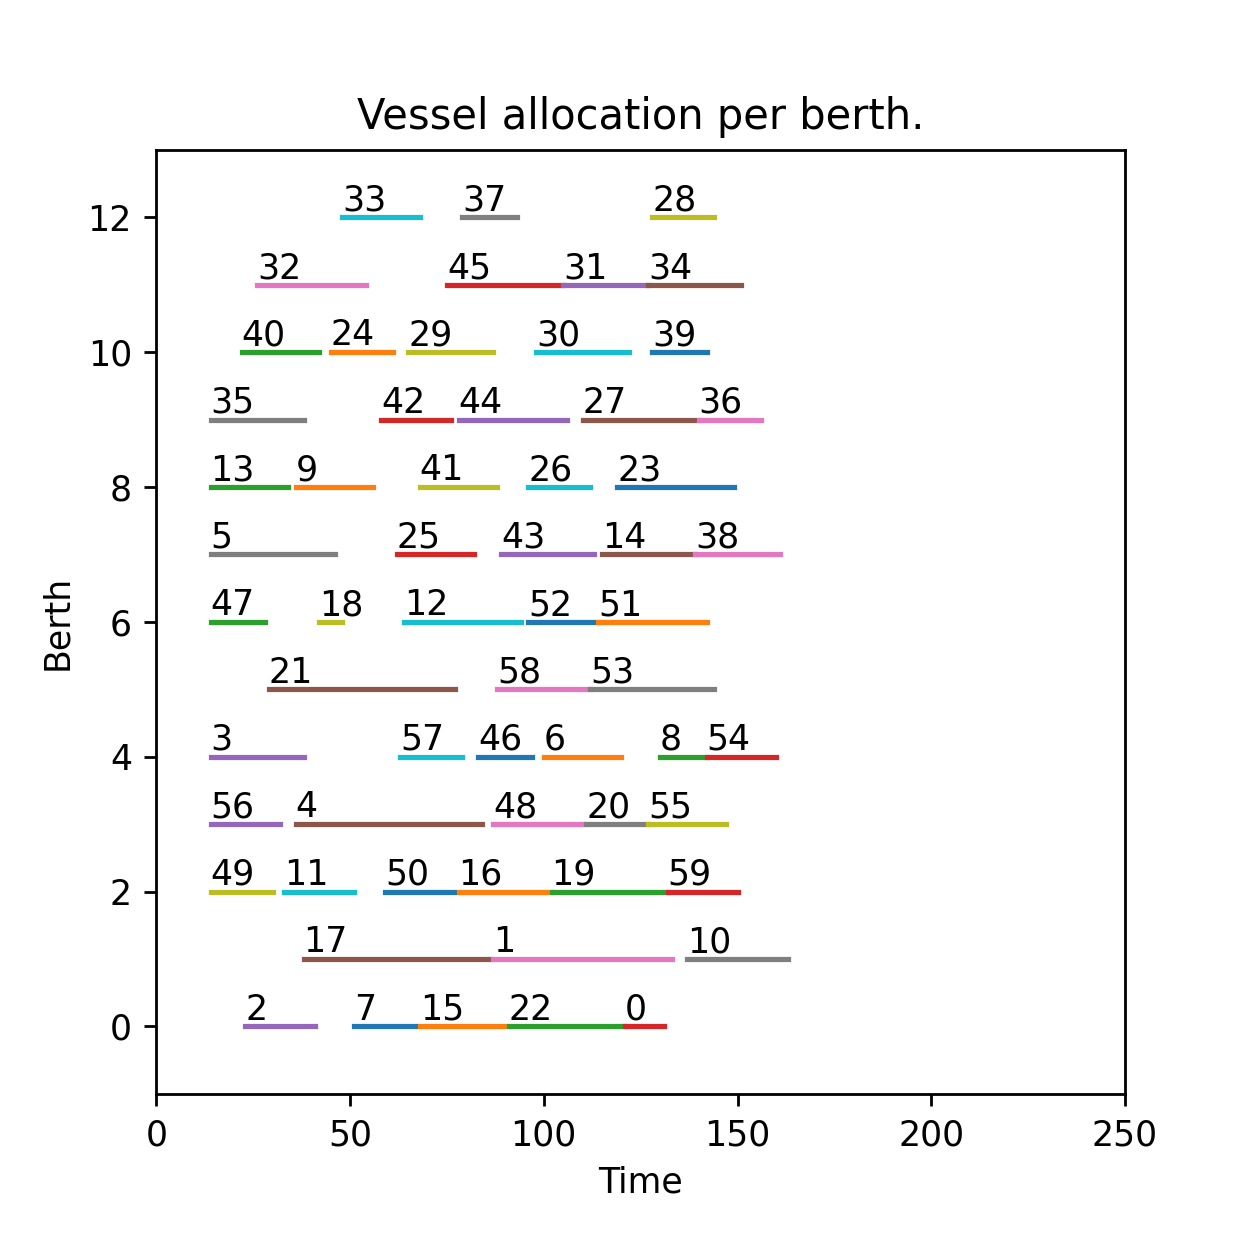 Vessel allocation per berth.
12 33 37 28
32 45 31 34
10 40 24 29 30 39
35 42 44 27 36
8 13 9 41 26 23
5 25 43 14 38
6 47 18 12 52 51
21 58 53
4 3 57 46 6 8 54
56 4 48 20 55
2 49 11 50 16 19 59
17 1 10
0 2 7 15 22 0
Berth
0 50 100 150 200 250
Time